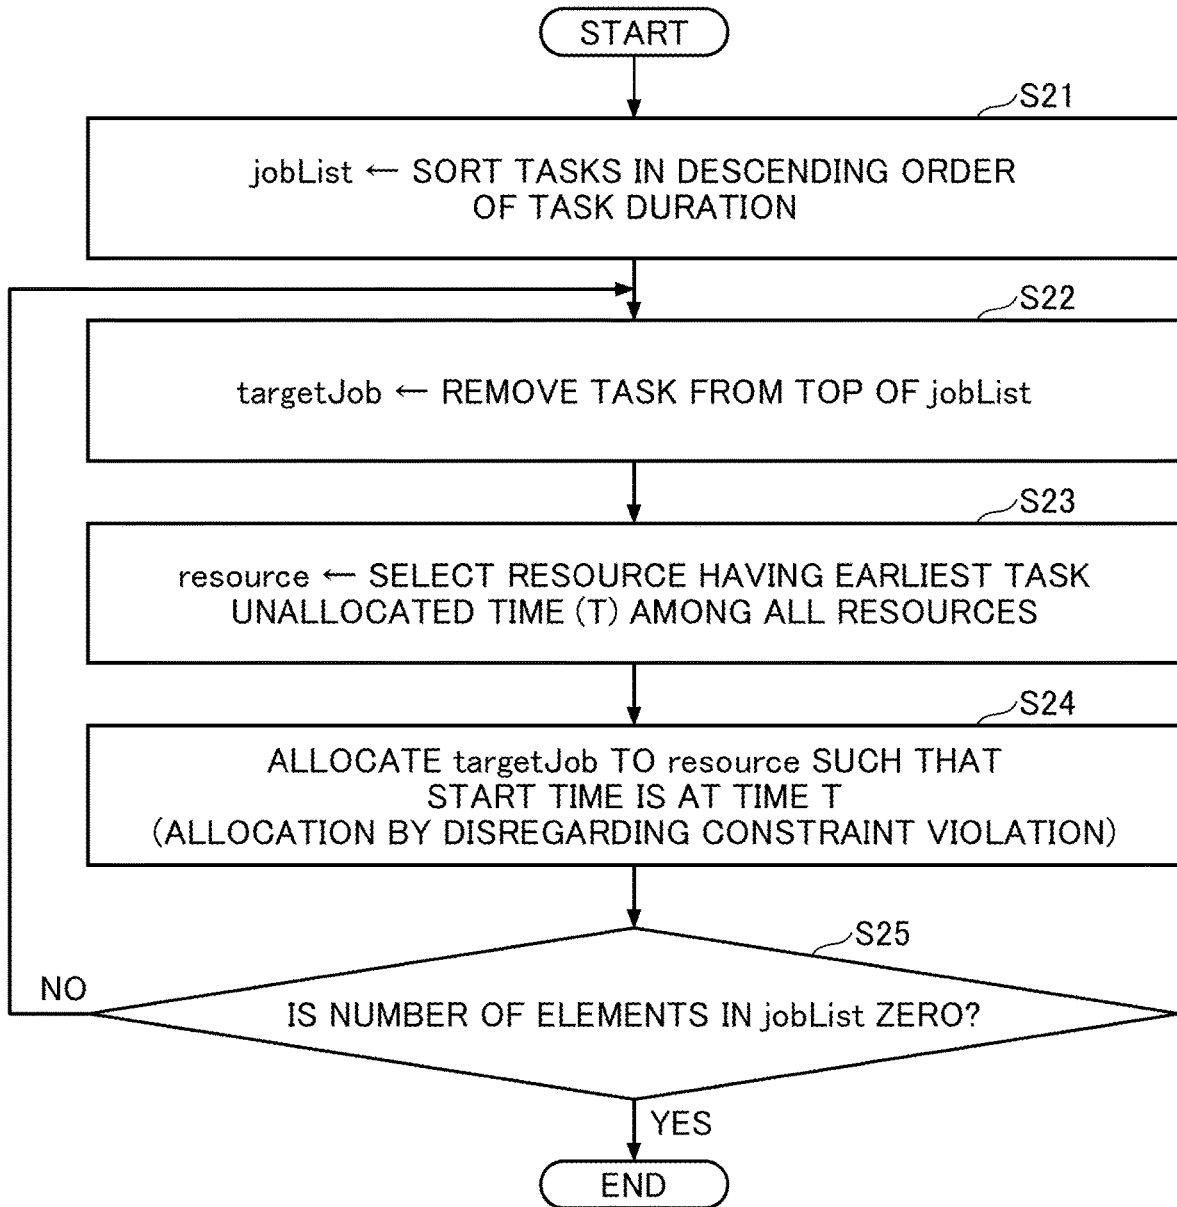 START
S21
jobList ← SORT TASKS IN DESCENDING ORDER
OF TASK DURATION
S22
targetJob ← REMOVE TASK FROM TOP OF jobList
S23
resource ← SELECT RESOURCE HAVING EARLIEST TASK
UNALLOCATED TIME (T) AMONG ALL RESOURCES
S24
ALLOCATE targetJob TO resource SUCH THAT
START TIME IS AT TIME T
(ALLOCATION BY DISREGARDING CONSTRAINT VIOLATION)
S25
NO
IS NUMBER OF ELEMENTS IN jobList ZERO?
YES
END